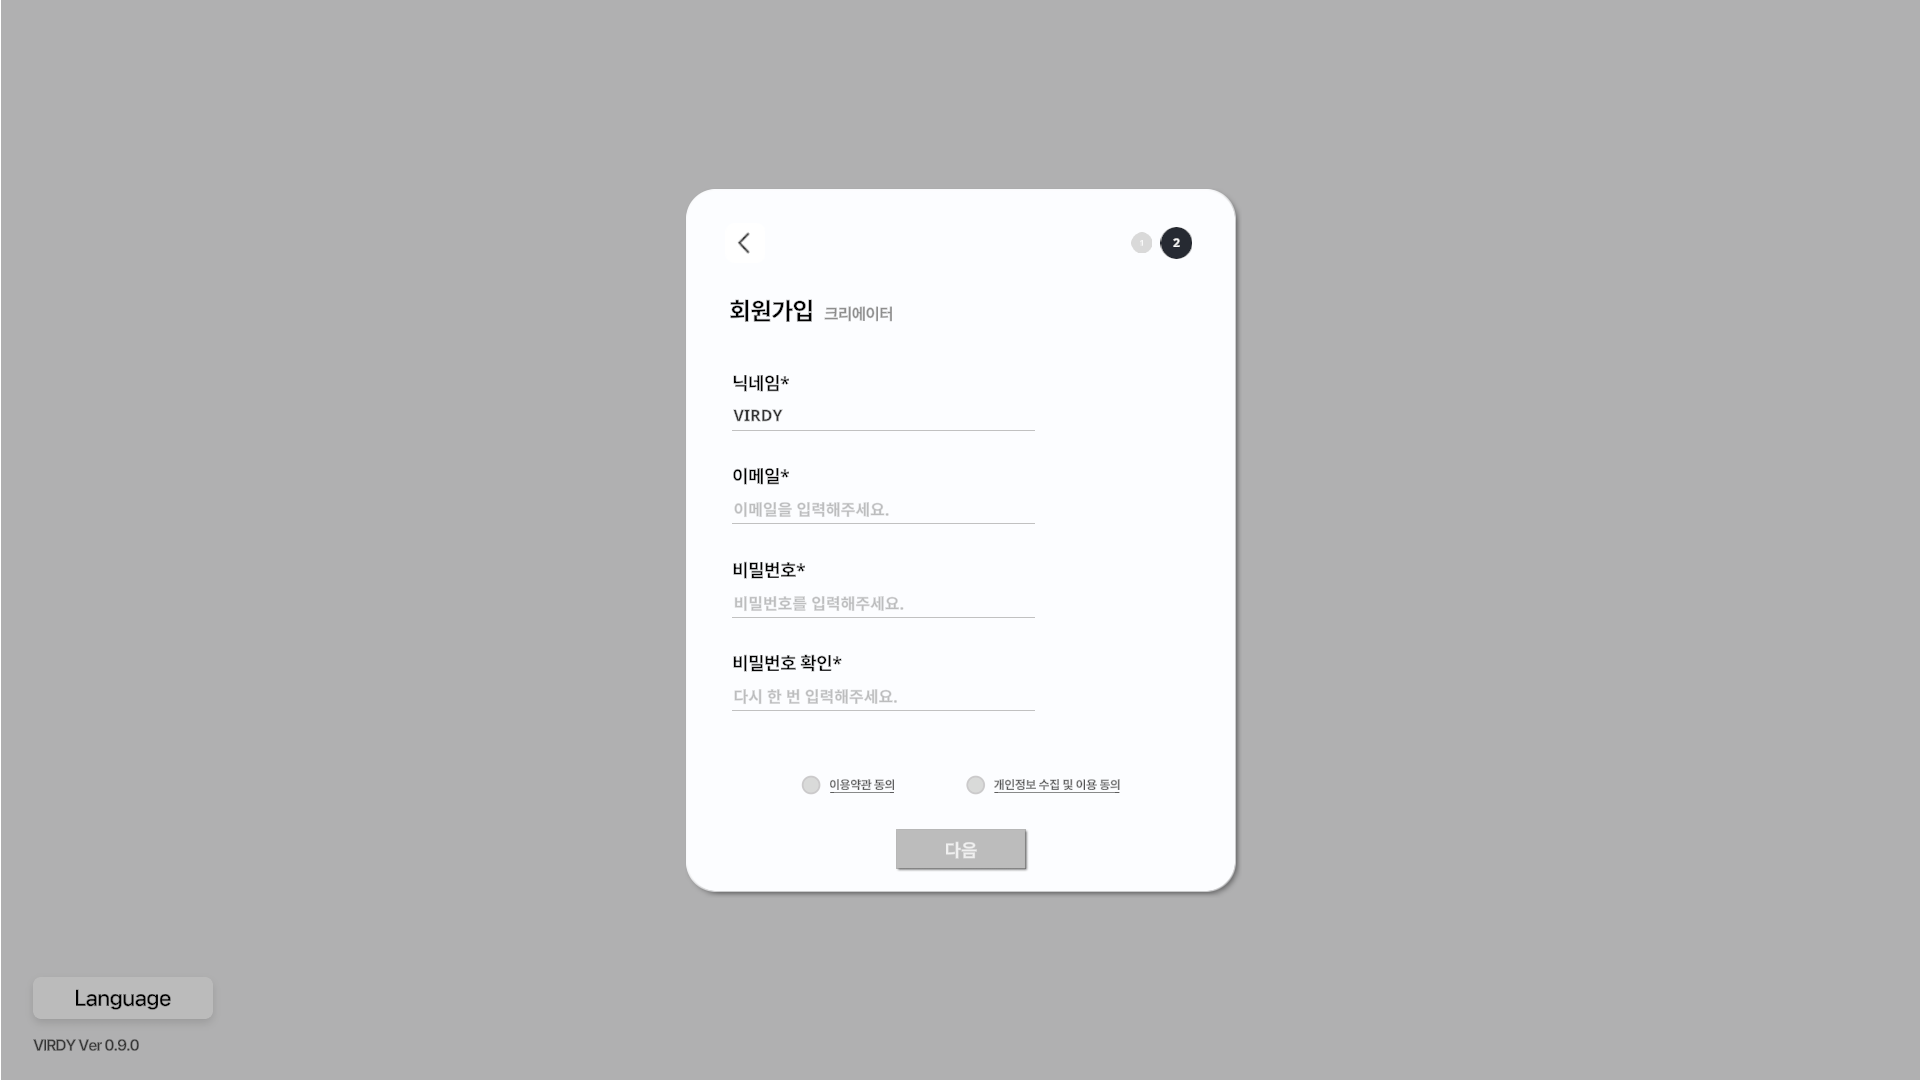 1
2
회원가입 크리에이터
닉네임*
VIRDY
이메일*
이메일을 입력해주세요.
비밀번호*
비밀번호를 입력해주세요.
비밀번호 확인*
다시 한 번 입력해주세요.
이용약관 동의
개인정보 수집 및 이용 동의
다음
Language
VIRDY Ver 0.9.0